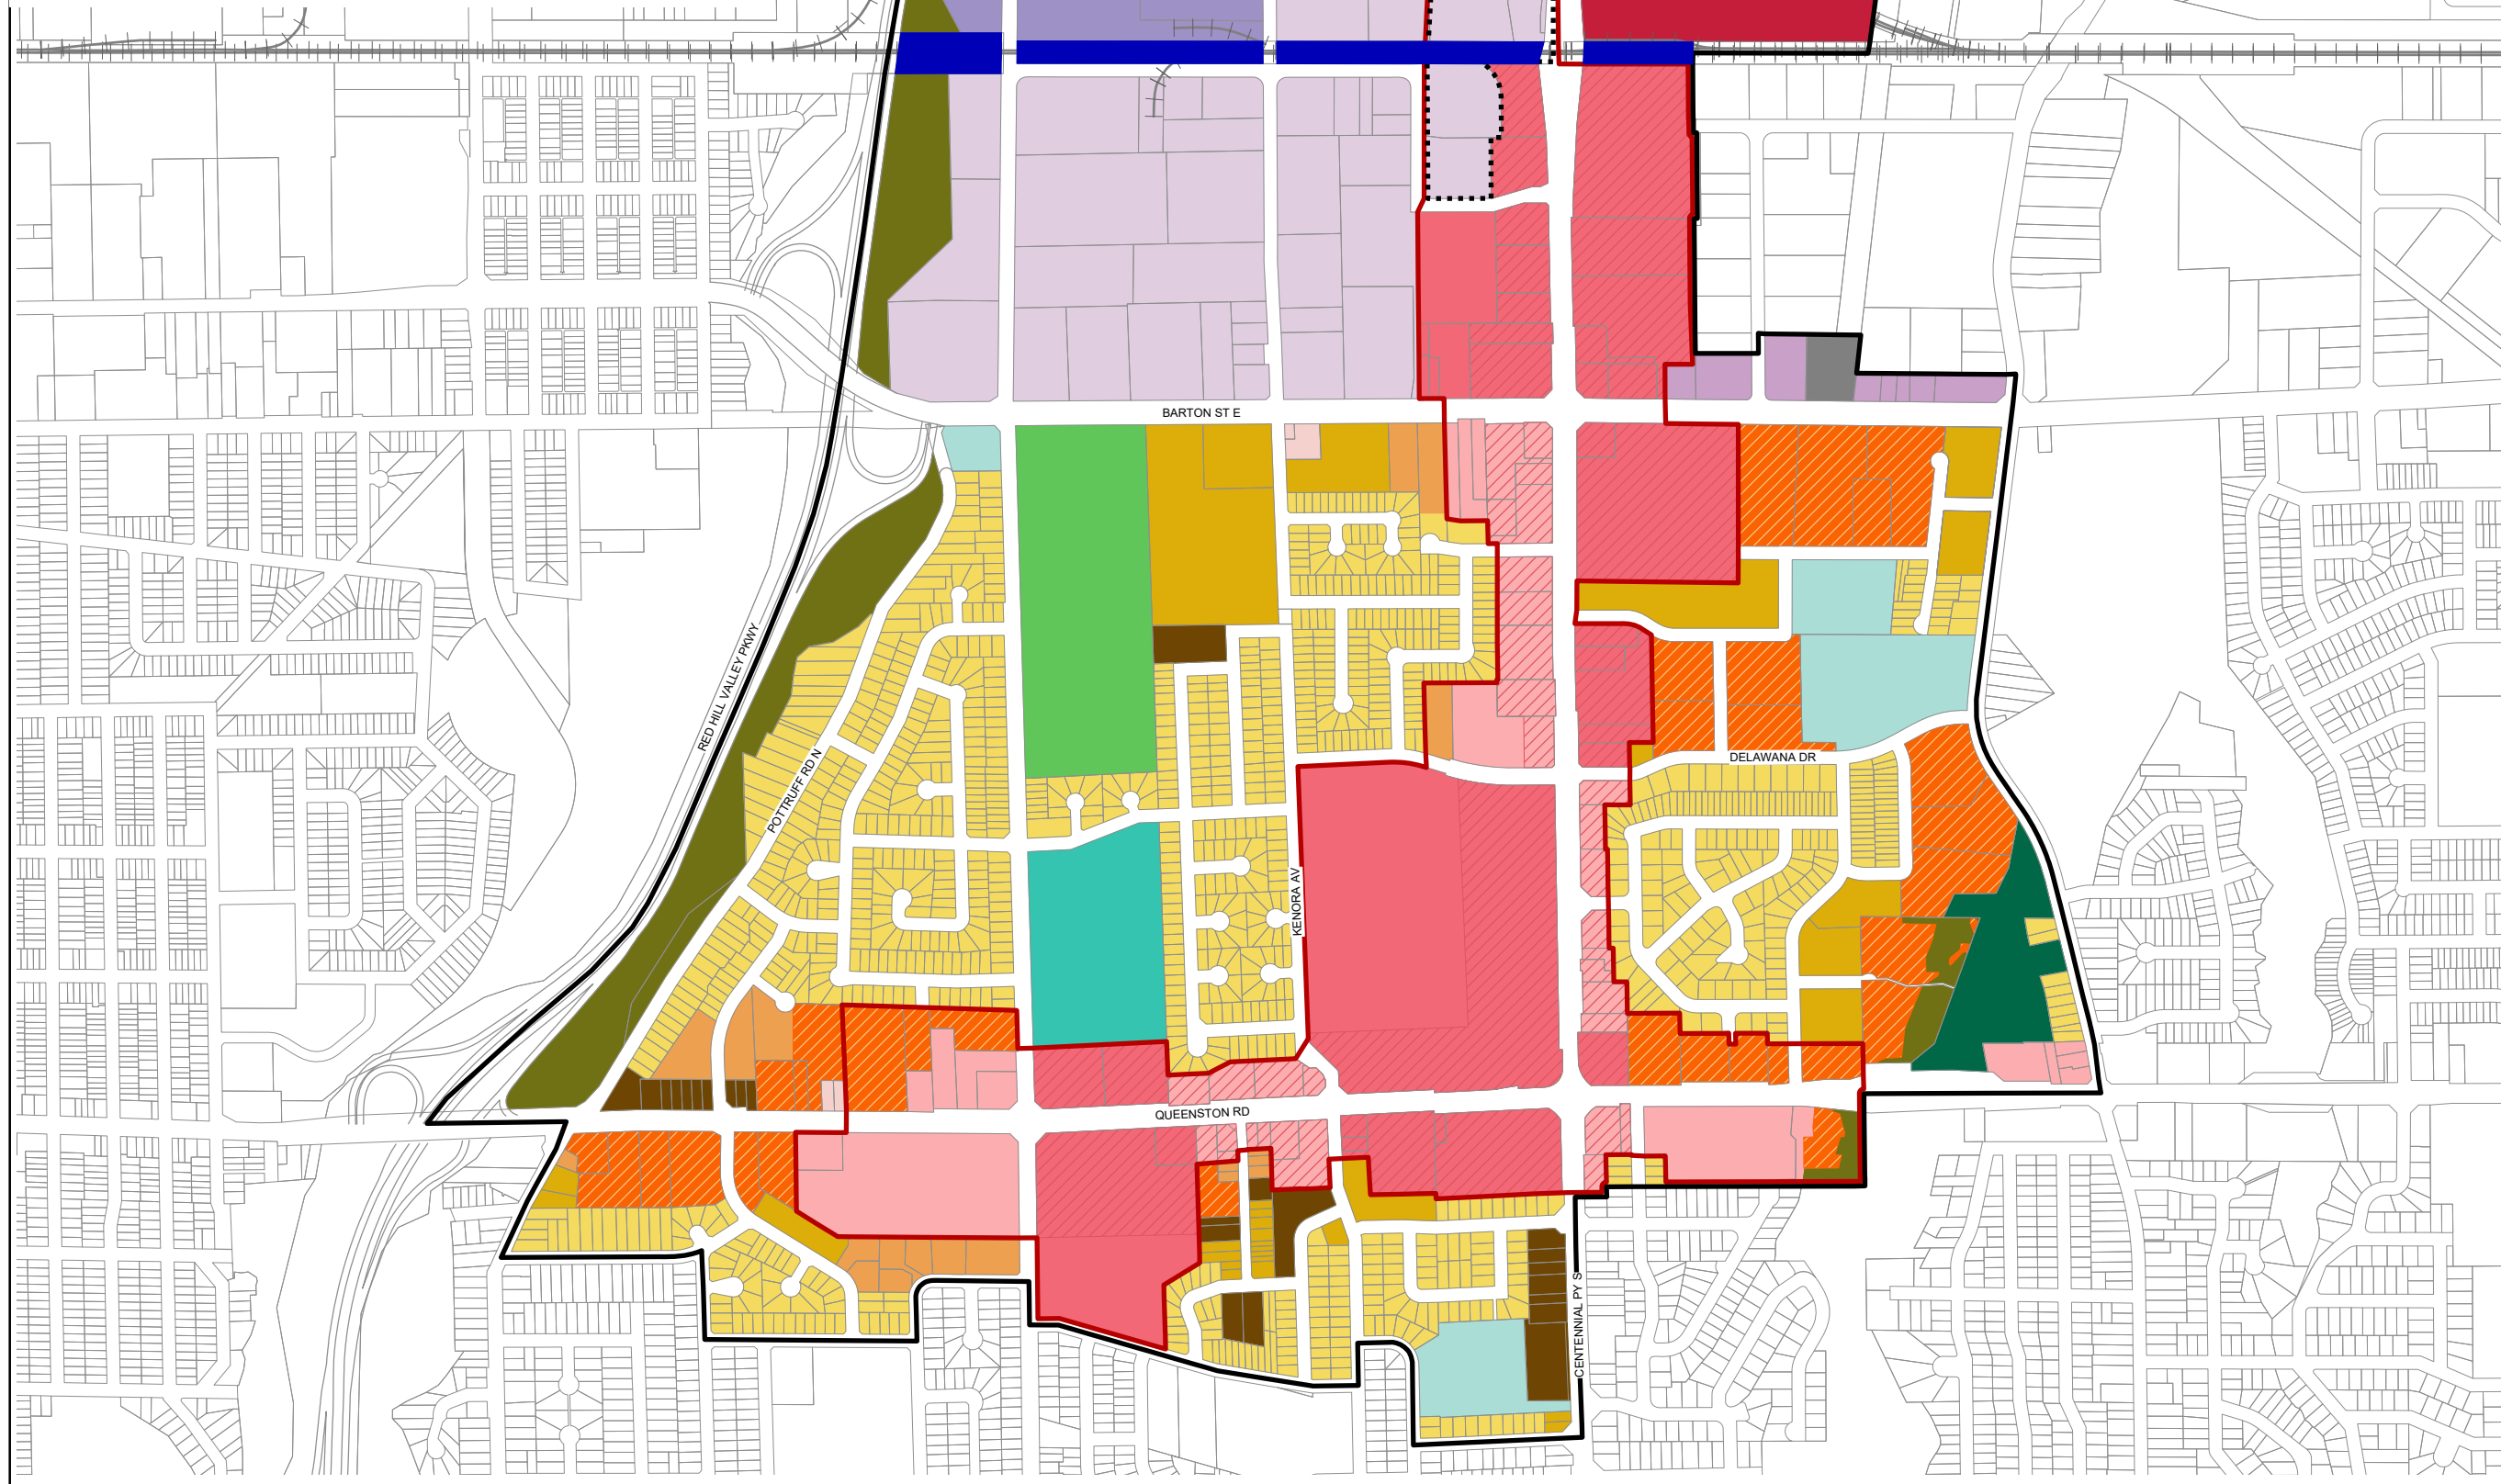 BARTON ST E
RED HILL VALLEY PKWY
POTTRUFF RD N
DELAWANA DR
KENORA AV
QUEENSTON RD
CENTENNIAL PY S